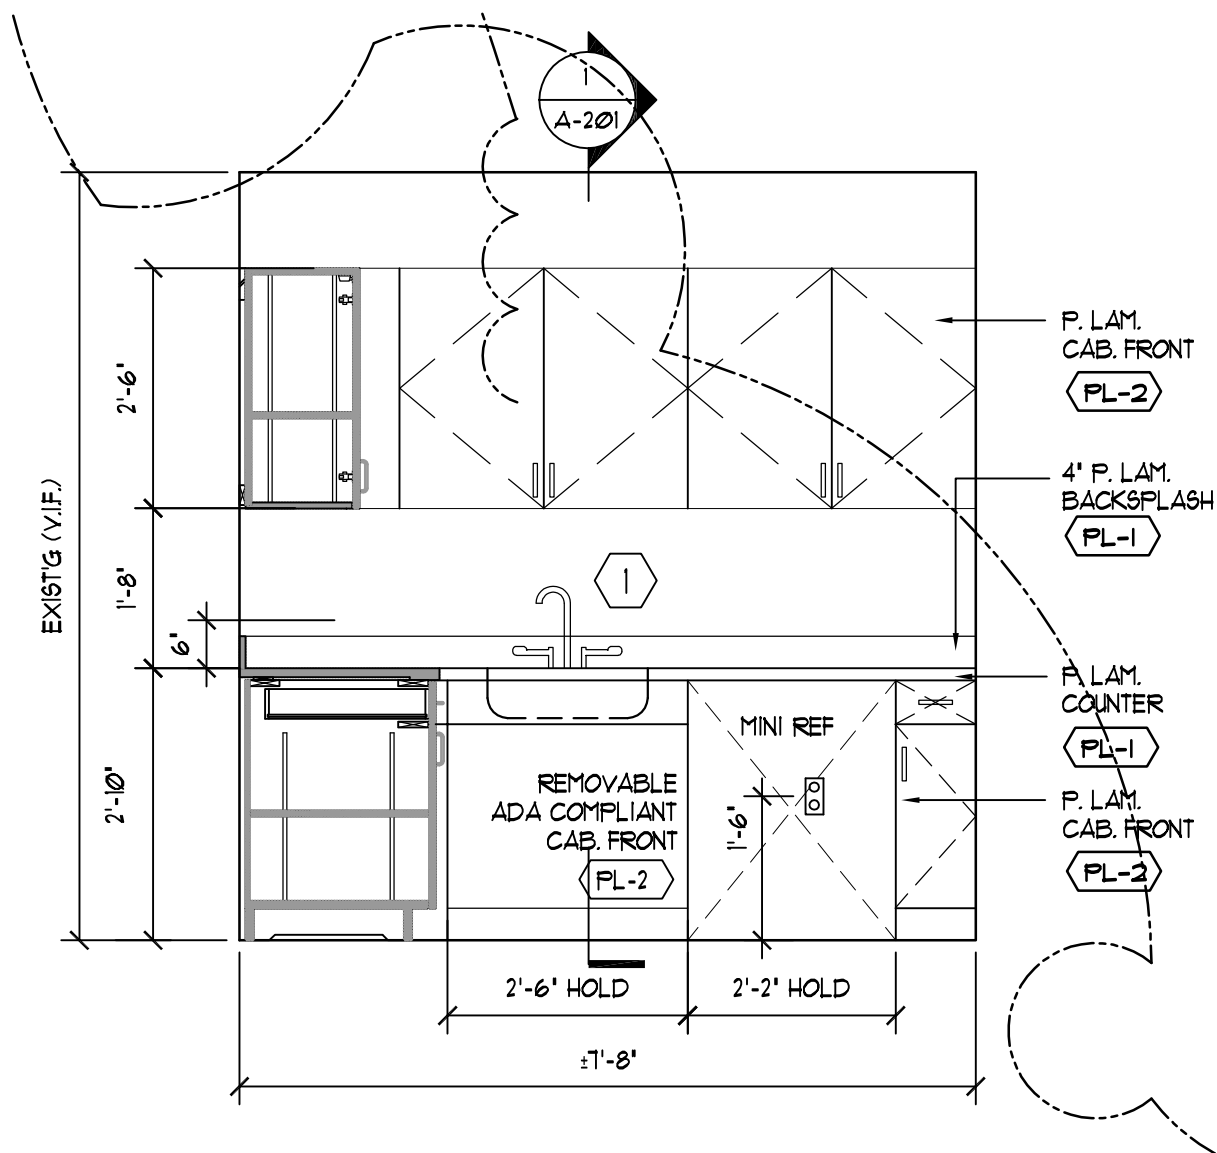 1
A-201
P. LAM.
CAB. FRONT
PL-2
2'-6"
4" P. LAM.
BACKSPLASH
PL-1
EXIST'G (V.I.F.)
1'-8"
1
6"
P. LAM.
COUNTER
PL-1
MINI REF
2'-10"
REMOVABLE
ADA COMPLIANT
CAB. FRONT
PL-2
1'-6"
P. LAM.
CAB. FRONT
PL-2
2'-6" HOLD
2'-2" HOLD
±7'-8"